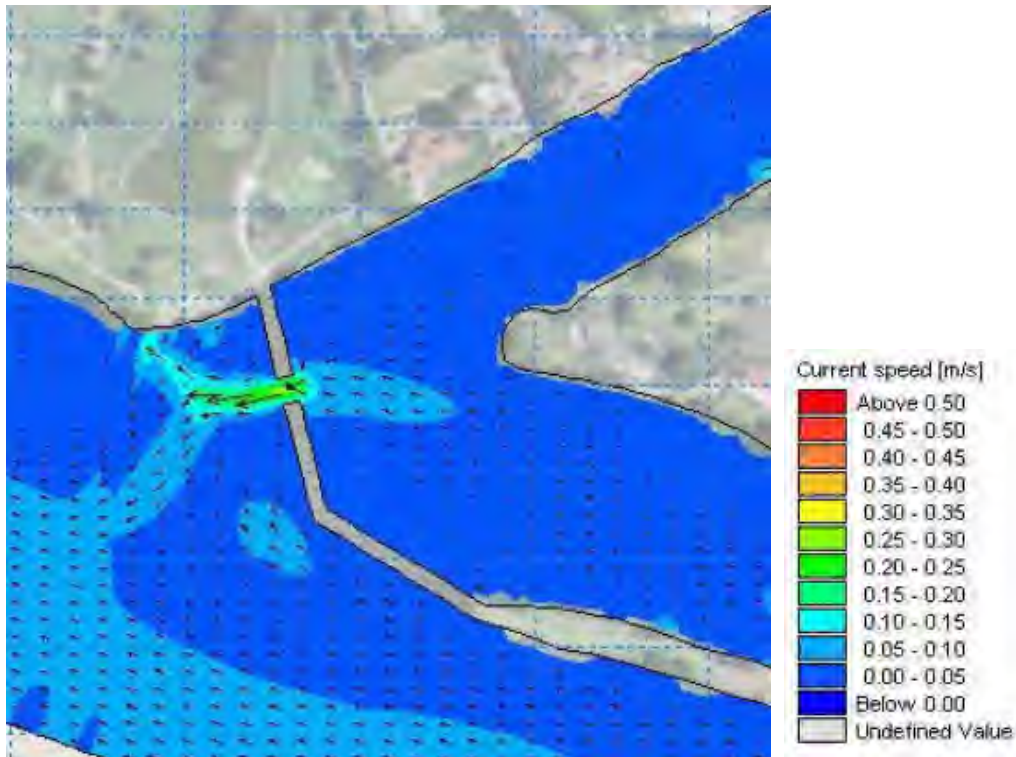 Current speed [m/s]
Above 0.50
0.45 - 0.50
0.40 - 0.45
0.35 - 0.40
0.30 - 0.35
0.25 - 0.30
0.20 - 0.25
0.15 - 0.20
0.10 - 0.15
0.05 - 0.10
0.00 - 0.05
Below 0.00
Undefined Value